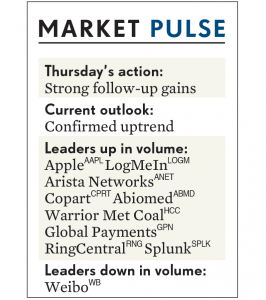 MARKET PULSE
Thursday's action:
Strong follow-up gains
Current outlook:
Confirmed uptrend
Leaders up in volume:
Apple AAPL LogMeIn LOGM
Arista Networks ANET
Copart CPRT Abiomed ABMD
Warrior Met Coal HCC
Global Payments GPN
RingCentral RNG Splunk SPLK
Leaders down in volume:
Weibo WB